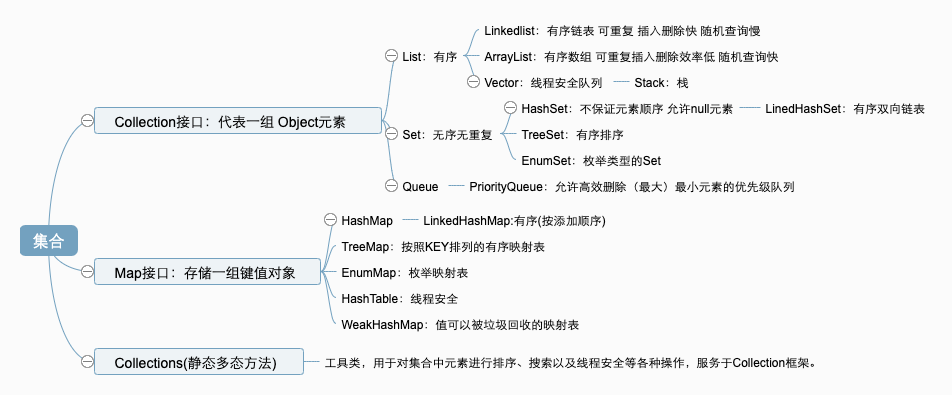 Linkedlist：有序链表 可重复 插入删除快 随机查询慢
List：有序
ArrayList：有序数组 可重复插入删除效率低 随机查询快
Vector：线程安全队列
Stack：栈
HashSet：不保证元素顺序 允许null元素
LinedHashSet：有序双向链表
Collection接口：代表一组 Object元素
Set：无序无重复
TreeSet：有序排序
EnumSet：枚举类型的Set
Queue
PriorityQueue：允许高效删除（最大）最小元素的优先级队列
集合
HashMap
LinkedHashMap:有序(按添加顺序)
TreeMap：按照KEY排列的有序映射表
Map接口：存储一组键值对象
EnumMap：枚举映射表
HashTable：线程安全
WeakHashMap：值可以被垃圾回收的映射表
Collections(静态多态方法)
工具类，用于对集合中元素进行排序、搜索以及线程安全等各种操作，服务于Collection框架。